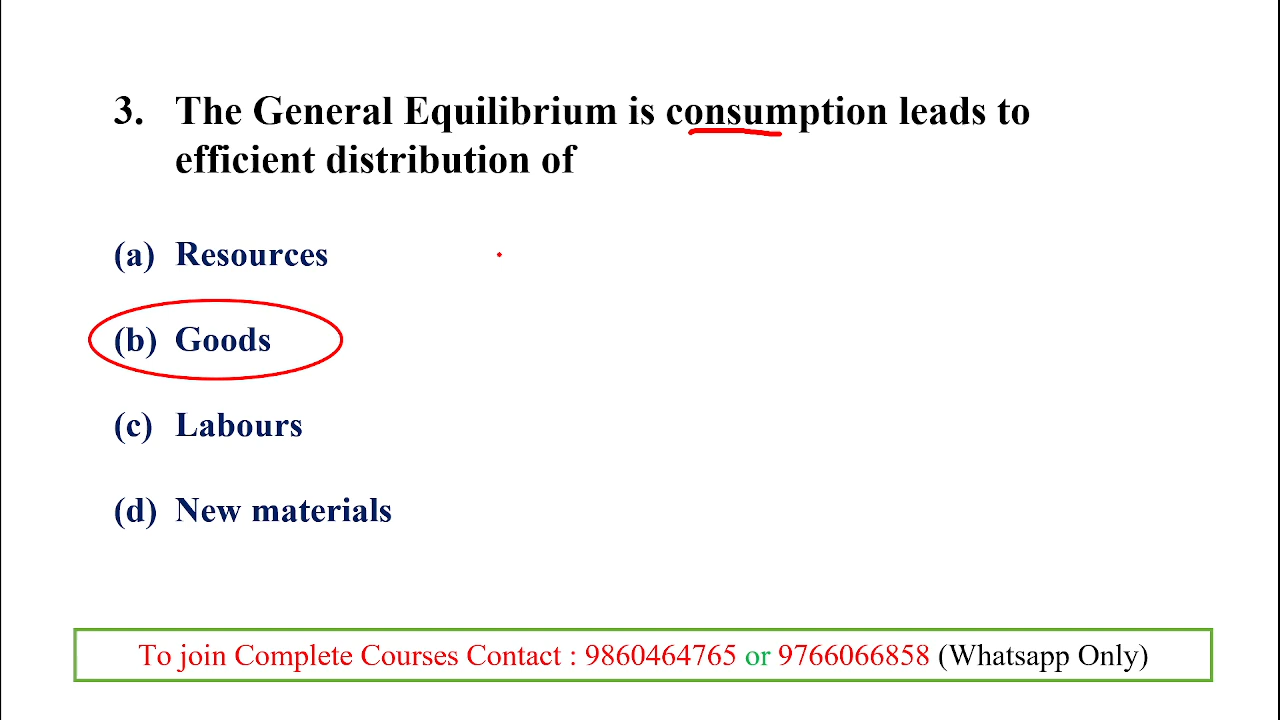 3. The General Equilibrium is consumption leads to
efficient distribution of
(a) Resources
(b) Goods
(c) Labours
(d) New materials
To join Complete Courses Contact : 9860464765 or 9766066858 (Whatsapp Only)